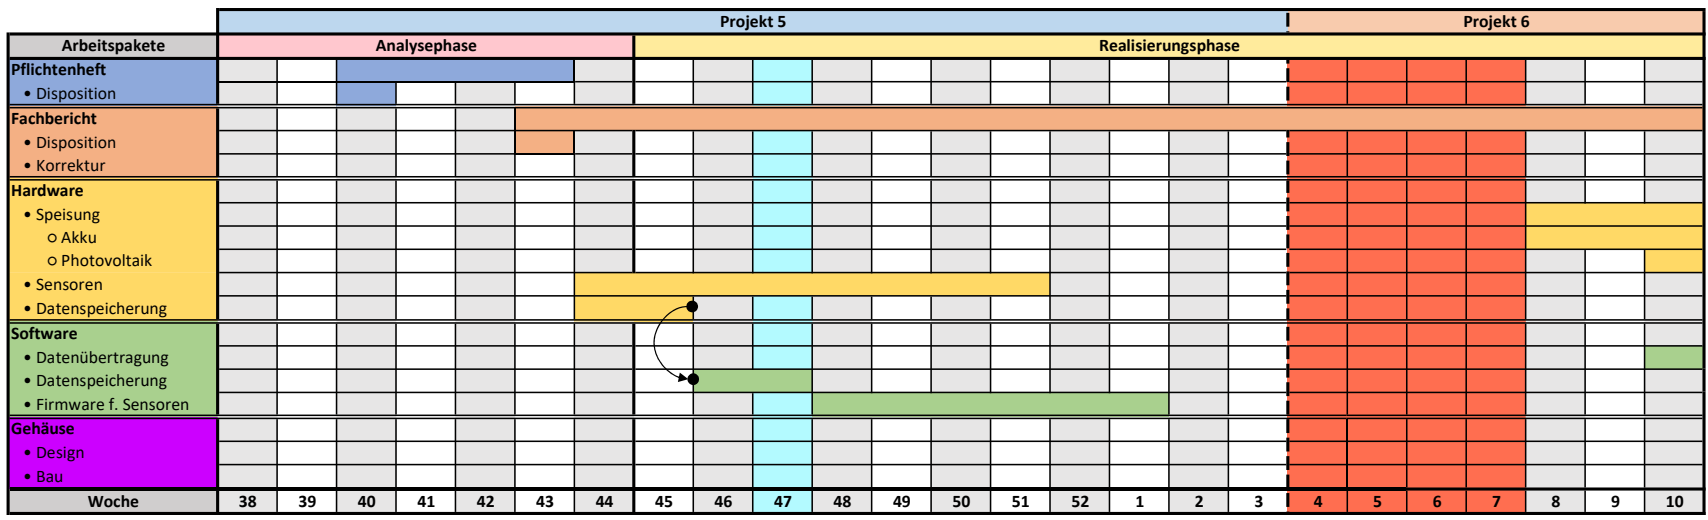 Projekt 5 Projekt 6
Arbeitspakete Analysephase Realisierungsphase
Pflichtenheft
• Disposition
Fachbericht
• Disposition
• Korrektur
Hardware
• Speisung
○ Akku
○ Photovoltaik
• Sensoren
• Datenspeicherung
Software
• Datenübertragung
• Datenspeicherung
• Firmware f. Sensoren
Gehäuse
• Design
• Bau
Woche 38 39 40 41 42 43 44 45 46 47 48 49 50 51 52 1 2 3 4 5 6 7 8 9 10